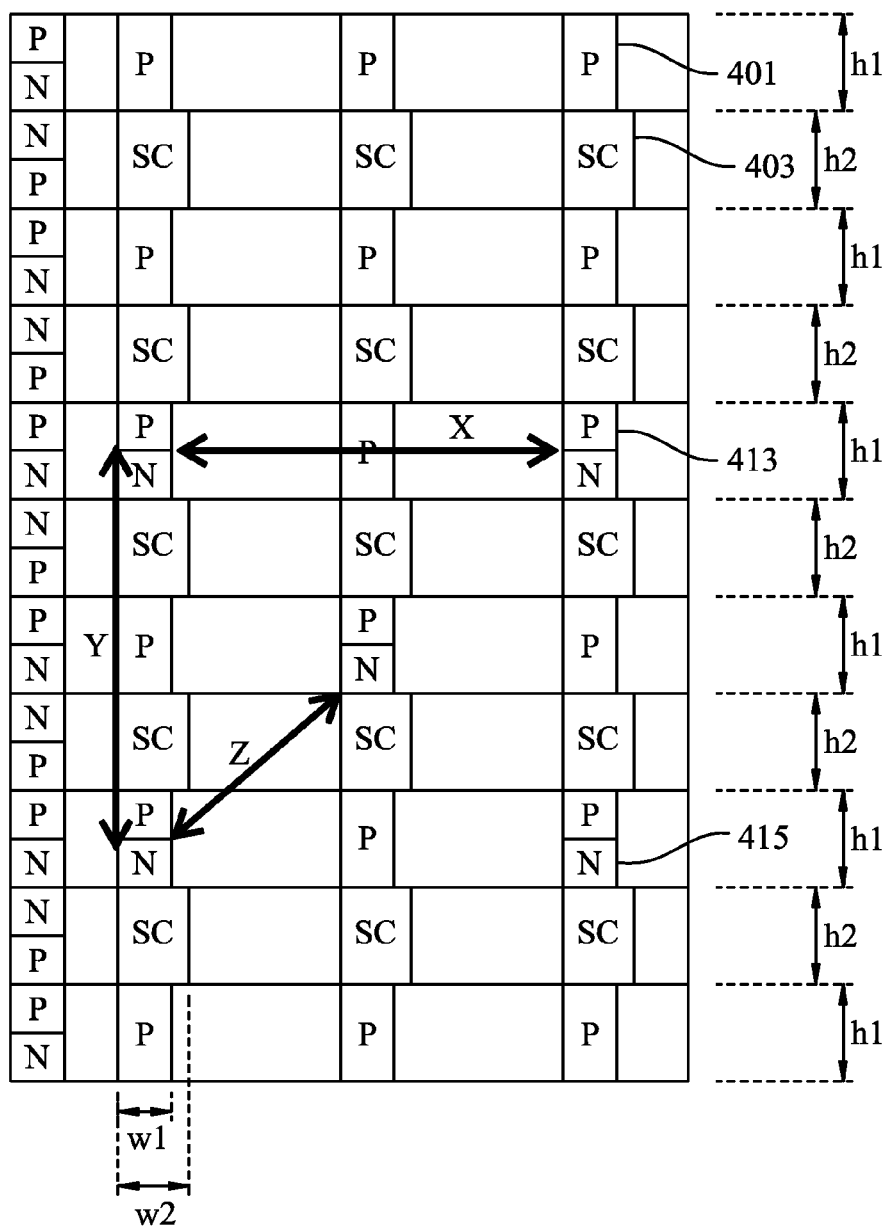 P P P P 401 h1
N
N SC SC SC 403 h2
P
P P P P h1
N
N SC SC SC h2
P
P P P X P 413 h1
N N N
N SC SC SC h2
P
P Y P P P h1
N N
N SC Z SC SC h2
P
P P P P 415 h1
N N N
N SC SC SC h2
P
P P P P h1
N
w1
w2